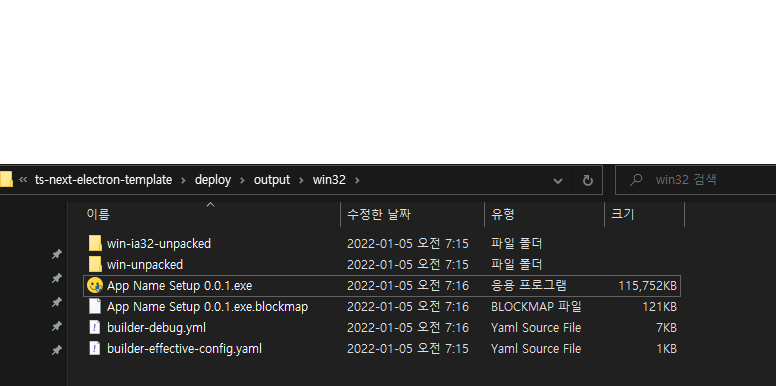 « ts-next-electron-template > deploy > output > win32 > win32 검색
이름 수정한 날짜 유형 크기
win-ia32-unpacked 2022-01-05 오전 7:15 파일 폴더
win-unpacked 2022-01-05 오전 7:15 파일 폴더
App Name Setup 0.0.1.exe 2022-01-05 오전 7:16 응용 프로그램 115,752KB
App Name Setup 0.0.1.exe.blockmap 2022-01-05 오전 7:16 BLOCKMAP 파일 121KB
builder-debug.yml 2022-01-05 오전 7:16 Yaml Source File 7KB
builder-effective-config.yaml 2022-01-05 오전 7:15 Yaml Source File 1KB